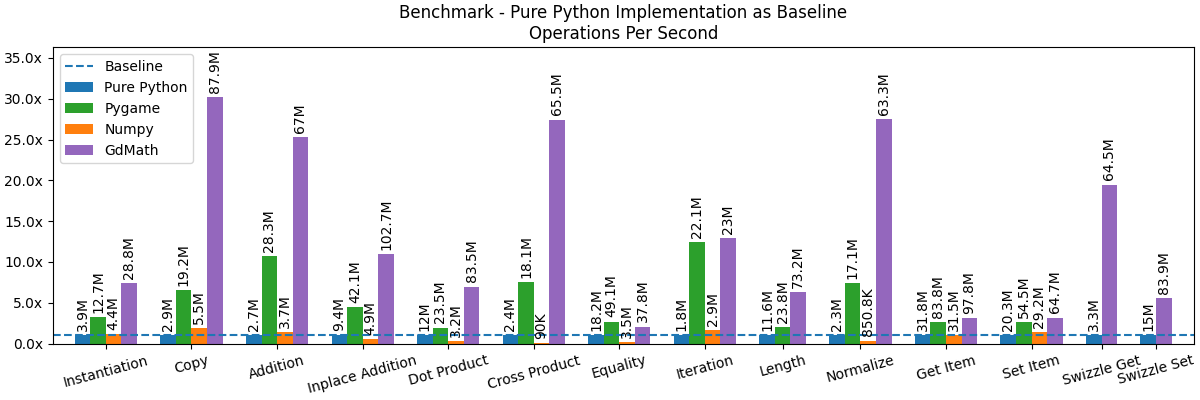 Benchmark - Pure Python Implementation as Baseline
Operations Per Second
35.0x
30.0x
25.0x
20.0x
15.0x
10.0x
5.0x
0.0x
Baseline
Pure Python
Pygame
Numpy
GdMath
3.9M
12.7M
4.4M
28.8M
2.9M
19.2M
5.5M
87.9M
2.7M
28.3M
3.7M
67M
9.4M
42.1M
4.9M
102.7M
12M
23.5M
3.2M
83.5M
2.4M
18.1M
90K
65.5M
18.2M
49.1M
3.5M
37.8M
1.8M
22.1M
2.9M
23M
11.6M
23.8M
73.2M
2.3M
17.1M
850.8K
63.3M
31.8M
83.8M
31.5M
97.8M
20.3M
54.5M
29.2M
64.7M
3.3M
64.5M
15M
83.9M
Instantiation
Copy
Addition
Inplace Addition
Dot Product
Cross Product
Equality
Iteration
Length
Normalize
Get Item
Set Item
Swizzle Get
Swizzle Set